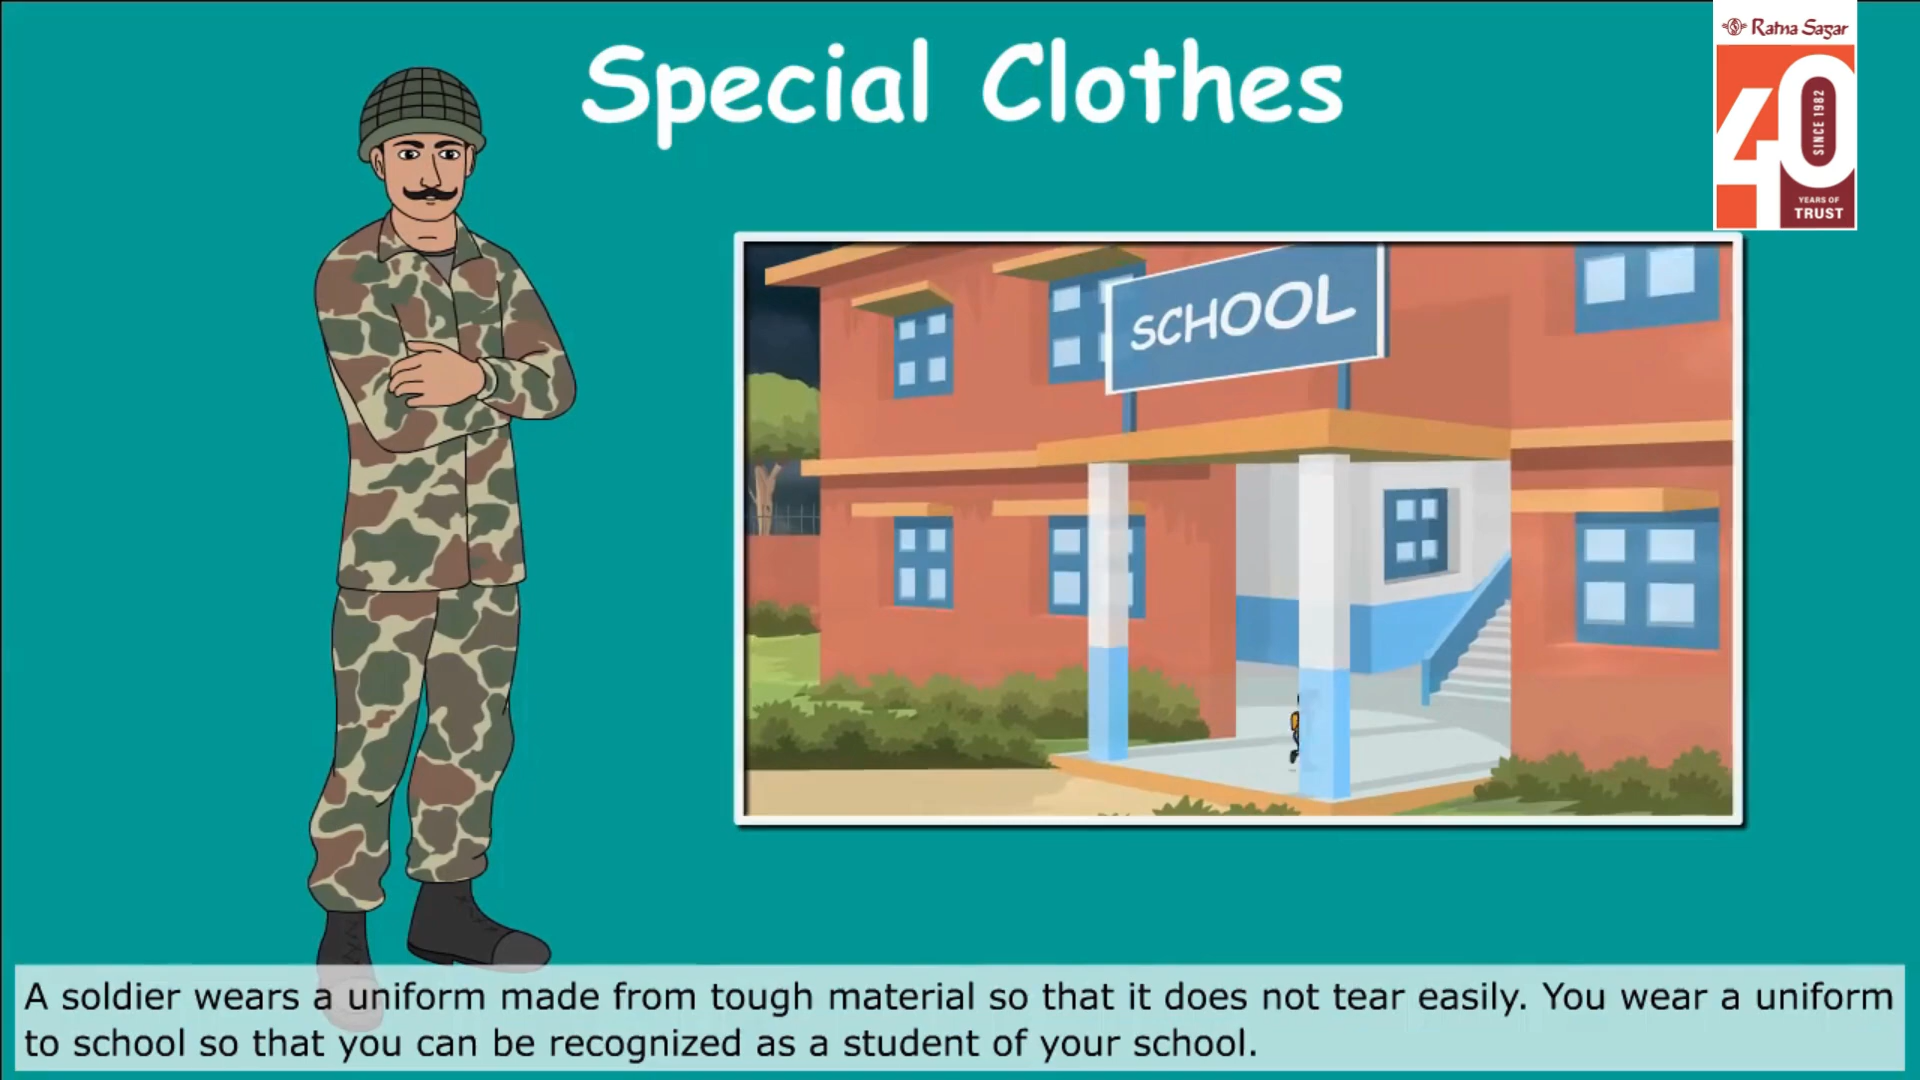 Special Clothes
Ratna Sagar
40
SINCE 1982
YEARS OF
TRUST
SCHOOL
A soldier wears a uniform made from tough material so that it does not tear easily. You wear a uniform
to school so that you can be recognized as a student of your school.